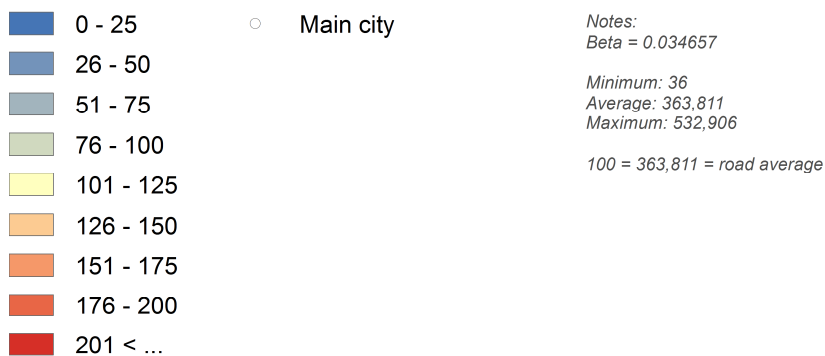 0 - 25
26 - 50
51 - 75
76 - 100
101 - 125
126 - 150
151 - 175
176 - 200
201 < ...
Main city
Notes:
Beta = 0.034657
Minimum: 36
Average: 363,811
Maximum: 532,906
100 = 363,811 = road average